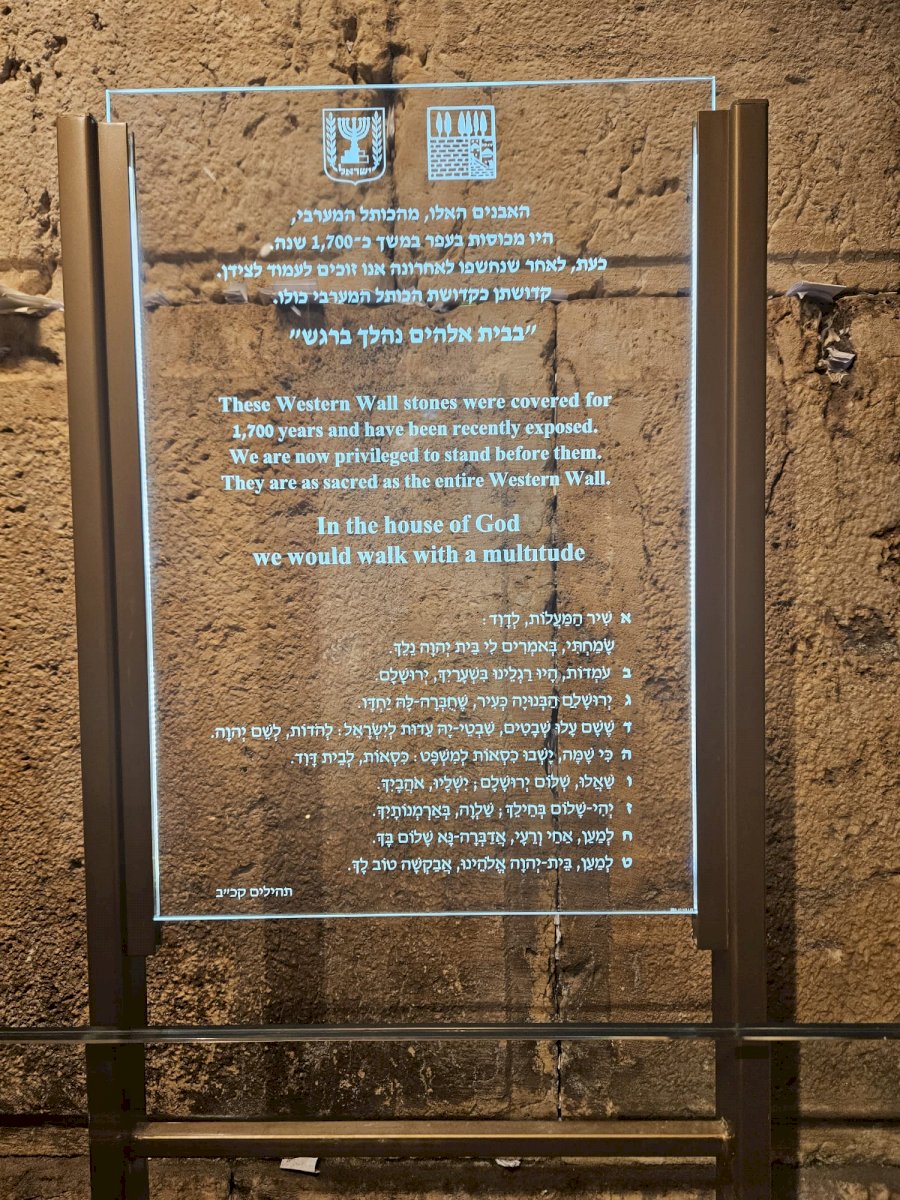 ישראל
האבנים האלו, מהכותל המערבי,
היו מכוסות בעפר במשך כ-1,700 שנה.
כעת, לאחר שנחשפו לאחרונה אנו זוכים לעמוד לצידן.
קדושתן כקדושת הכותל המערבי כולו.
"בבית אלהים נהלך ברגש"
These Western Wall stones were covered for
1,700 years and have been recently exposed.
We are now privileged to stand before them.
They are as sacred as the entire Western Wall.
In the house of God
we would walk with a multitude
א שִׁיר הַמַּעֲלוֹת, לְדָוִד:
שָׂמַחְתִּי, בְּאֹמְרִים לִי בֵּית יְהוָה נֵלֵךְ.
ב עֹמְדוֹת, הָיוּ רַגְלֵינוּ בִּשְׁעָרַיִךְ, יְרוּשָׁלִָם.
ג יְרוּשָׁלִַם הַבְּנוּיָה כְּעִיר, שֶׁחֻבְּרָה-לָּהּ יַחְדָּו.
ד שֶׁשָּׁם עָלוּ שְׁבָטִים, שִׁבְטֵי-יָהּ עֵדוּת לְיִשְׂרָאֵל: לְהֹדוֹת, לְשֵׁם יְהוָה.
ה כִּי שָׁמָּה, יָשְׁבוּ כִסְאוֹת לְמִשְׁפָּט: כִּסְאוֹת, לְבֵית דָּוִד.
ו שַׁאֲלוּ, שְׁלוֹם יְרוּשָׁלִָם; יִשְׁלָיוּ, אֹהֲבָיִךְ.
ז יְהִי-שָׁלוֹם בְּחֵילֵךְ; שַׁלְוָה, בְּאַרְמְנוֹתָיִךְ.
ח לְמַעַן, אַחַי וְרֵעָי, אֲדַבְּרָה-נָּא שָׁלוֹם בָּךְ.
ט לְמַעַן, בֵּית-יְהוָה אֱלֹהֵינוּ, אֲבַקְשָׁה טוֹב לָךְ.
תהילים קכ"ב